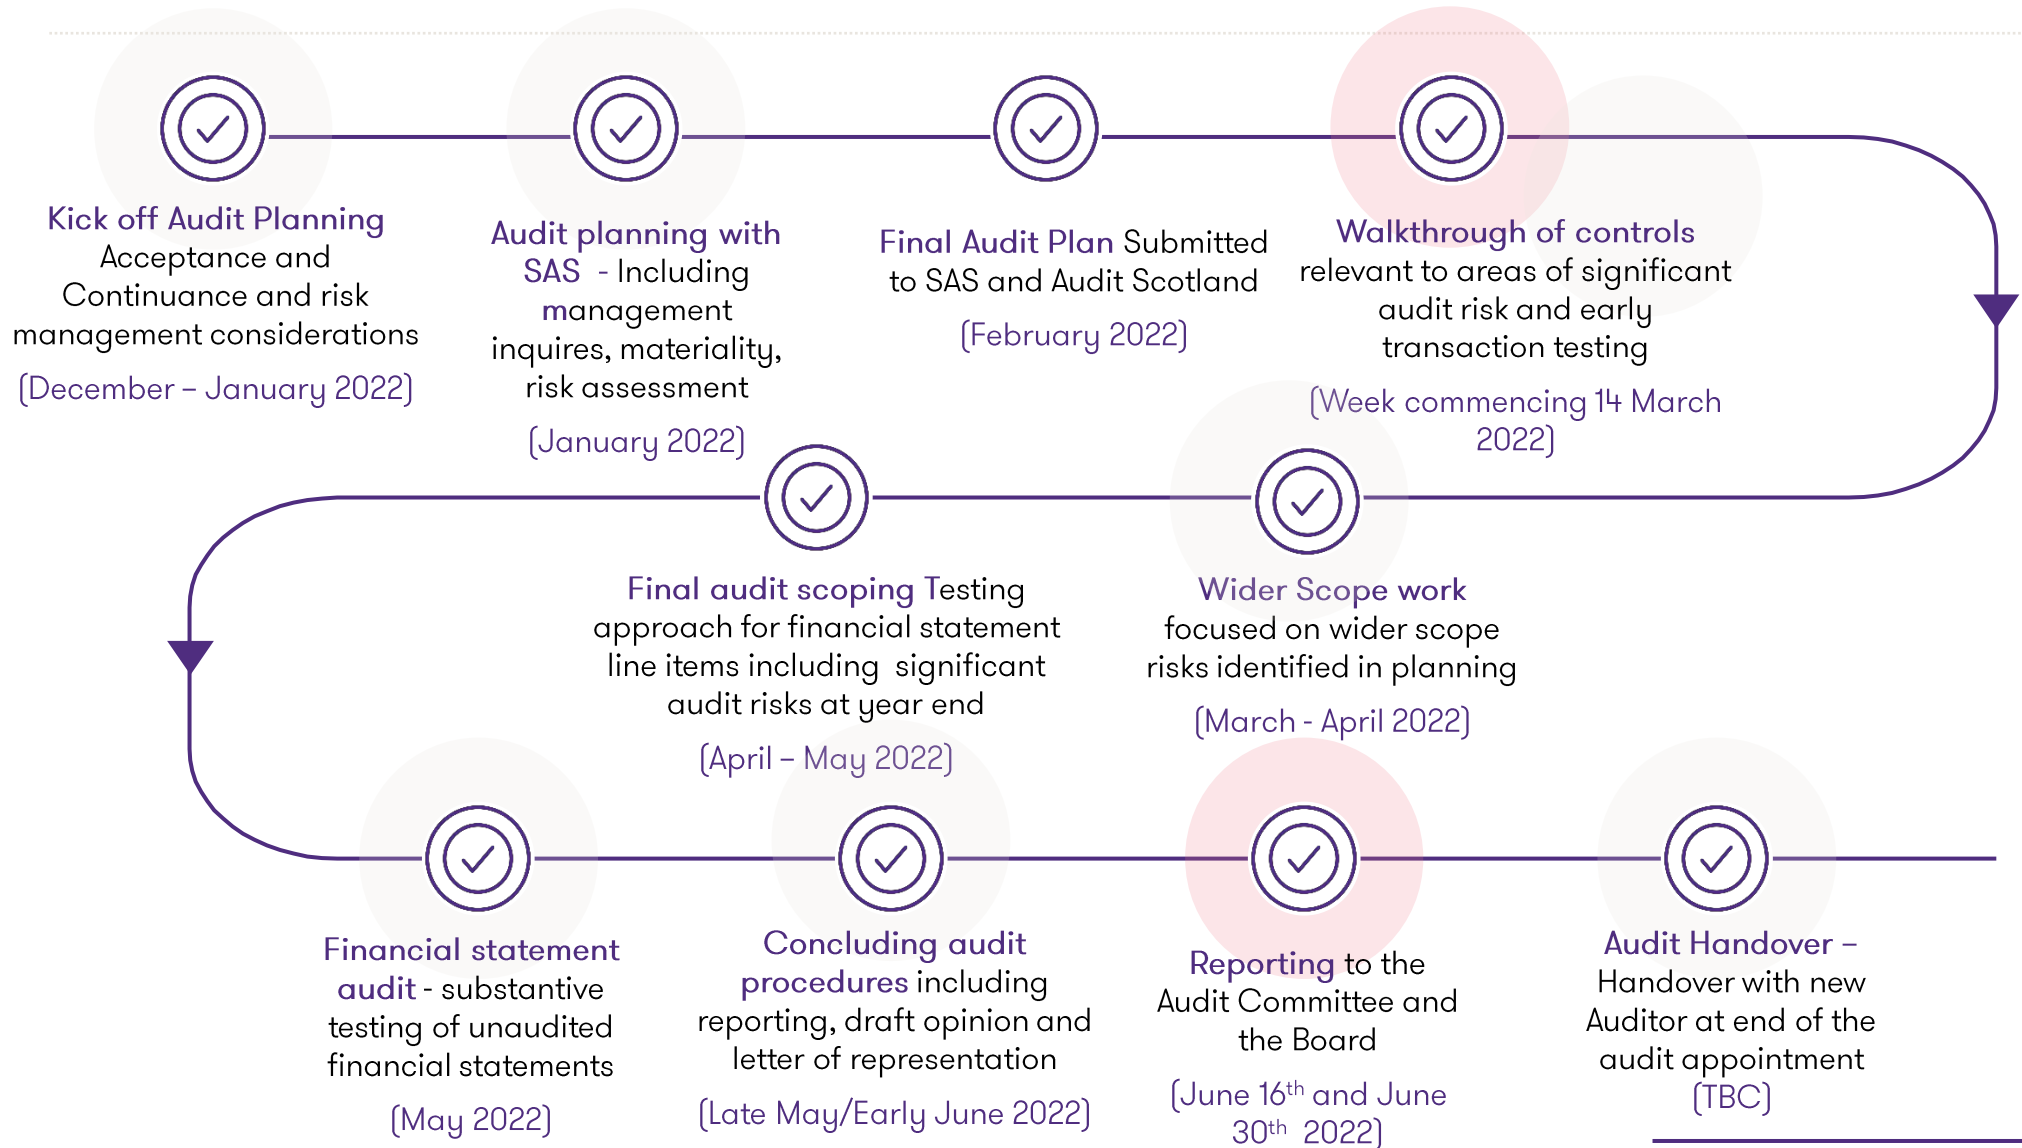 Kick off Audit Planning
Acceptance and
Continuance and risk
management considerations
(December – January 2022)
Audit planning with
SAS - Including
management
inquires, materiality,
risk assessment
(January 2022)
Final Audit Plan Submitted
to SAS and Audit Scotland
(February 2022)
Walkthrough of controls
relevant to areas of significant
audit risk and early
transaction testing
(Week commencing 14 March
2022)
Wider Scope work
focused on wider scope
risks identified in planning
(March - April 2022)
Final audit scoping Testing
approach for financial statement
line items including significant
audit risks at year end
(April – May 2022)
Financial statement
audit - substantive
testing of unaudited
financial statements
(May 2022)
Concluding audit
procedures including
reporting, draft opinion and
letter of representation
(Late May/Early June 2022)
Reporting to the
Audit Committee and
the Board
(June 16th and June
30th 2022)
Audit Handover –
Handover with new
Auditor at end of the
audit appointment
(TBC)